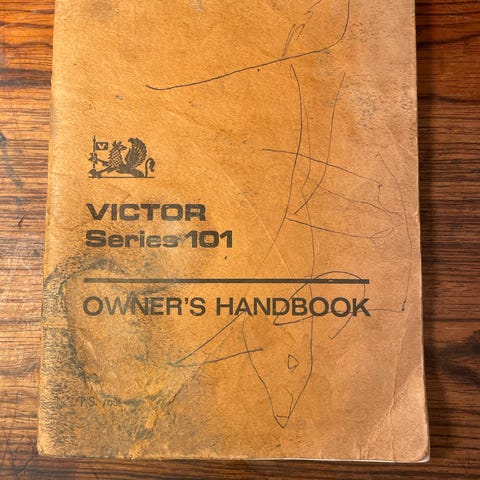 V
VICTOR
Series 101
OWNER'S HANDBOOK
T.S.